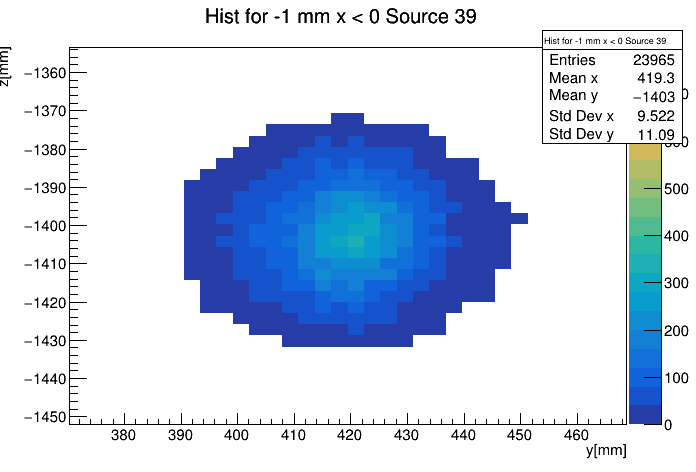 Hist for -1 mm x < 0 Source 39
z[mm]
Hist for -1 mm x < 0 Source 39
Entries 23965
Mean x 419.3
Mean y −1403
Std Dev x 9.522
Std Dev y 11.09
−1360
−1370
−1380
−1390
−1400
−1410
−1420
−1430
−1440
−1450
380 390 400 410 420 430 440 450 460
y[mm]
500
400
300
200
100
0